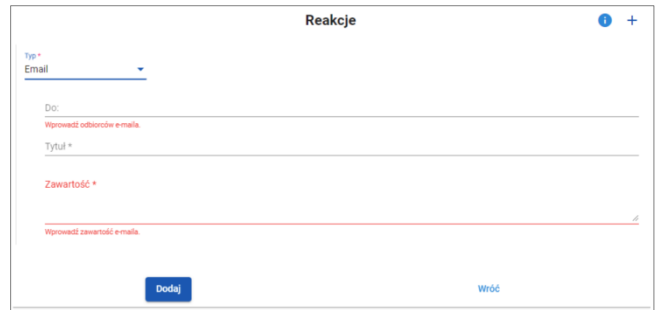 Reakcje
Typ *
Email
Do:
Wprowadź odbiorców e-maila.
Tytuł *
Zawartość *
Wprowadź zawartość e-maila.
Dodaj
Wróć